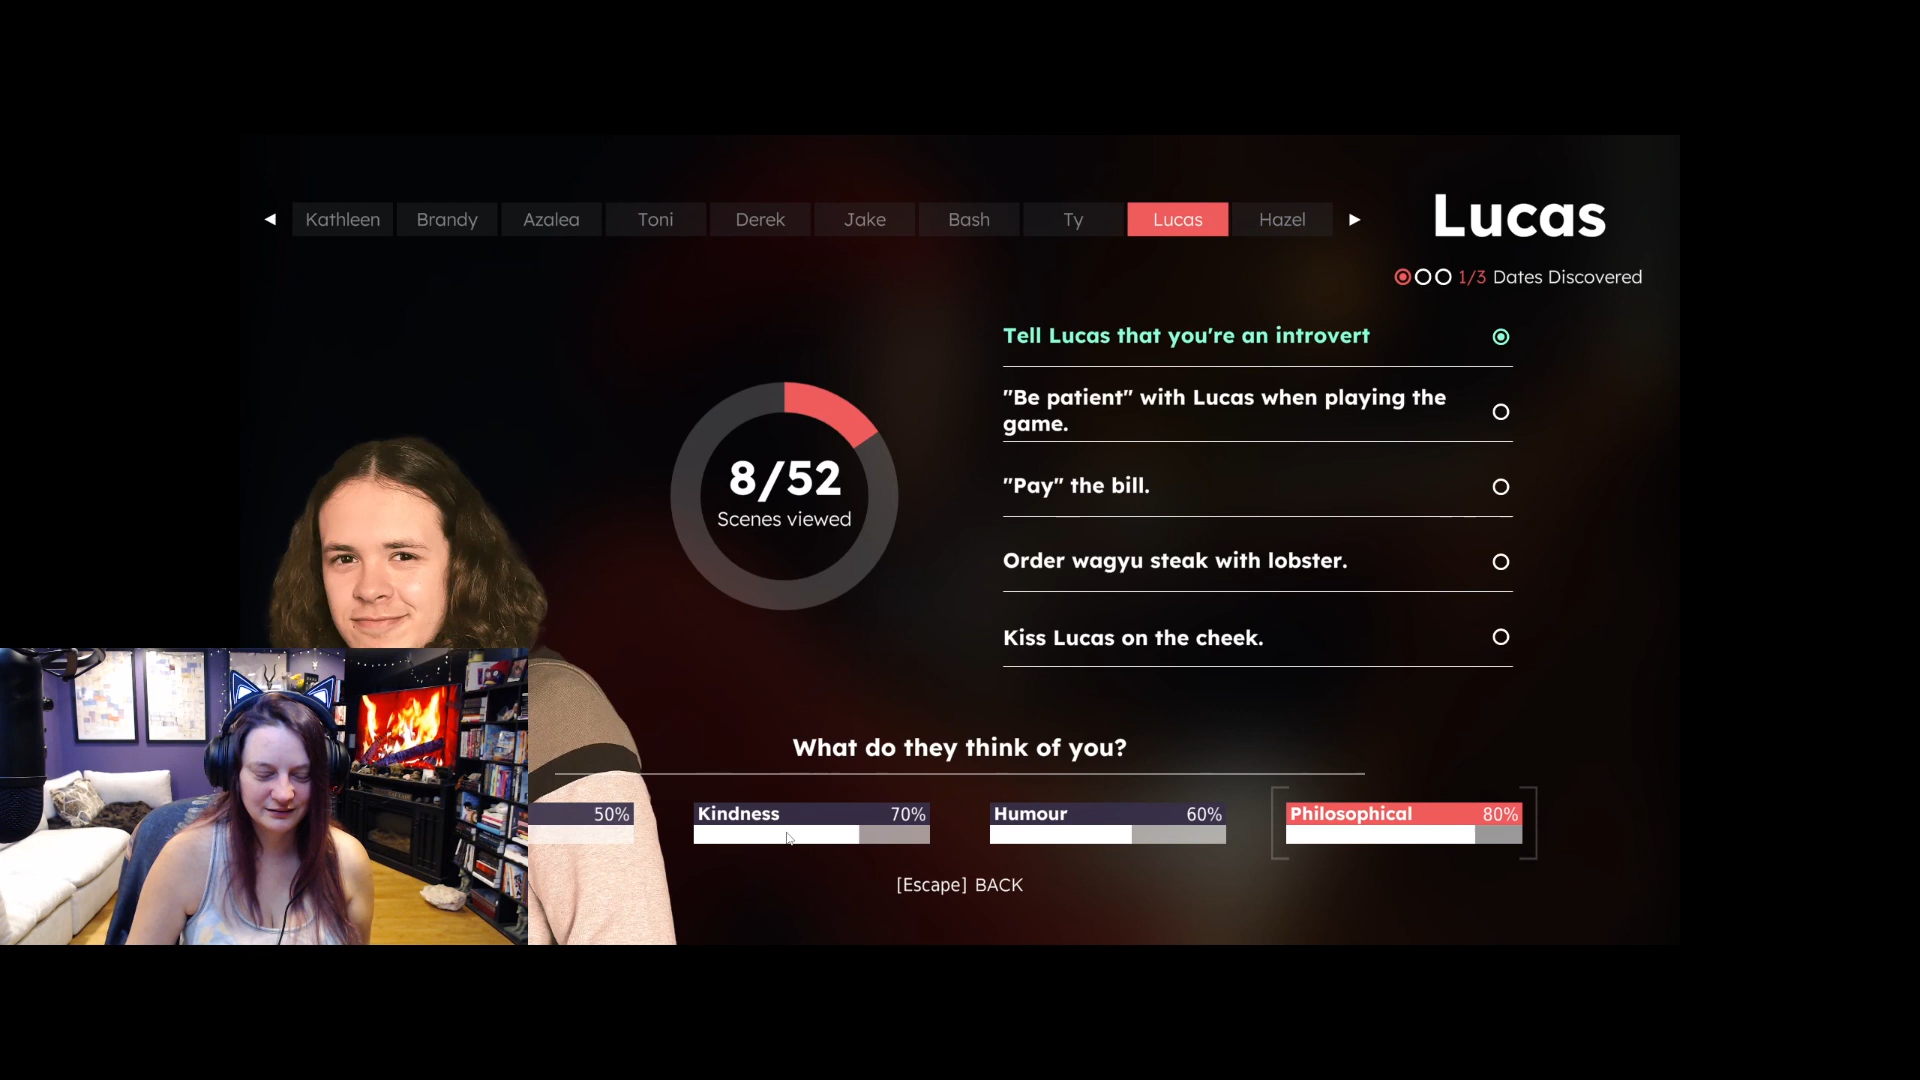 Kathleen Brandy Azalea Toni Derek Jake Bash Ty Lucas Hazel
Lucas
1/3 Dates Discovered
Tell Lucas that you're an introvert
"Be patient" with Lucas when playing the
game.
"Pay" the bill.
Order wagyu steak with lobster.
Kiss Lucas on the cheek.
8/52
Scenes viewed
What do they think of you?
50%
Kindness 70%
Humour 60%
Philosophical 80%
[Escape] BACK